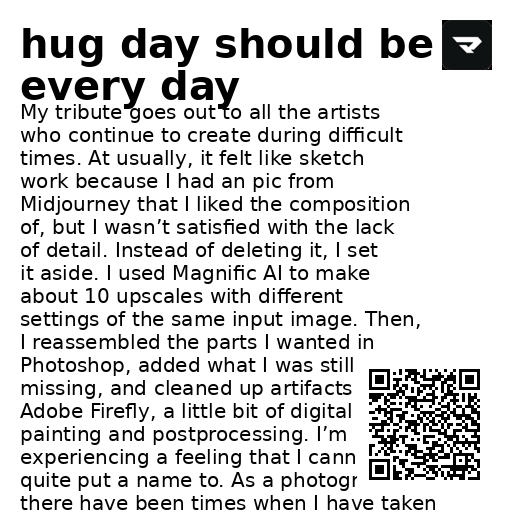 hug day should be
every day
My tribute goes out to all the artists
who continue to create during difficult
times. At usually, it felt like sketch
work because I had an pic from
Midjourney that I liked the composition
of, but I wasn’t satisfied with the lack
of detail. Instead of deleting it, I set
it aside. I used Magnific AI to make
about 10 upscales with different
settings of the same input image. Then,
I reassembled the parts I wanted in
Photoshop, added what I was still
missing, and cleaned up artifacts
Adobe Firefly, a little bit of digital
painting and postprocessing. I’m
experiencing a feeling that I cann
quite put a name to. As a photogr
there have been times when I have taken